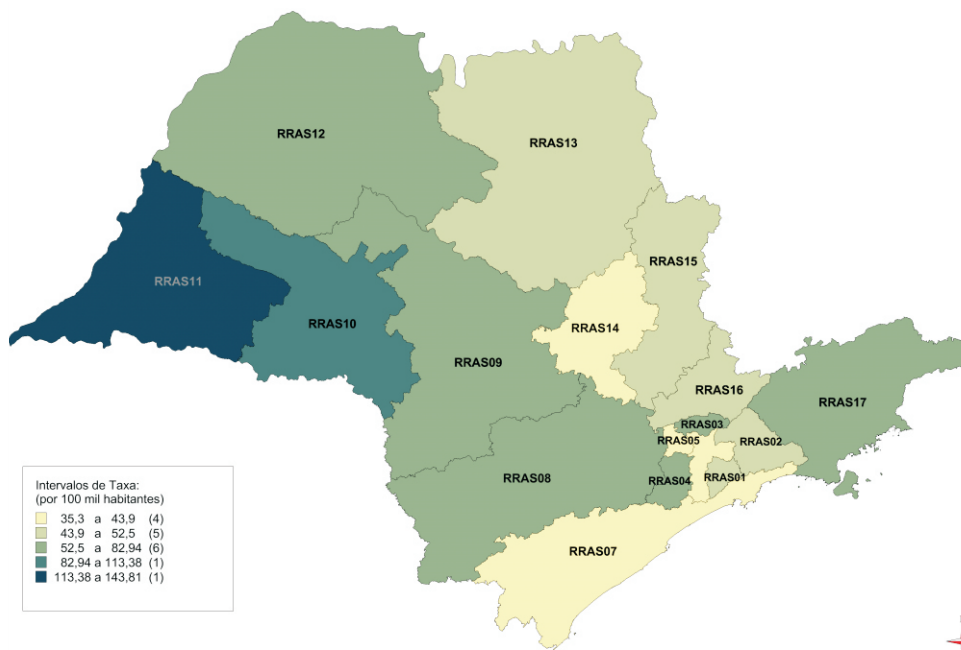 RRAS12
RRAS13
RRAS11
RRAS15
RRAS14
RRAS10
RRAS09
RRAS16
RRAS17
RRAS03
RRAS05
RRAS02
RRAS08
RRAS04
RRAS01
RRAS07
Intervalos de Taxa:
(por 100 mil habitantes)
35,3 a 43,9 (4)
43,9 a 52,5 (5)
52,5 a 82,94 (6)
82,94 a 113,38 (1)
113,38 a 143,81 (1)